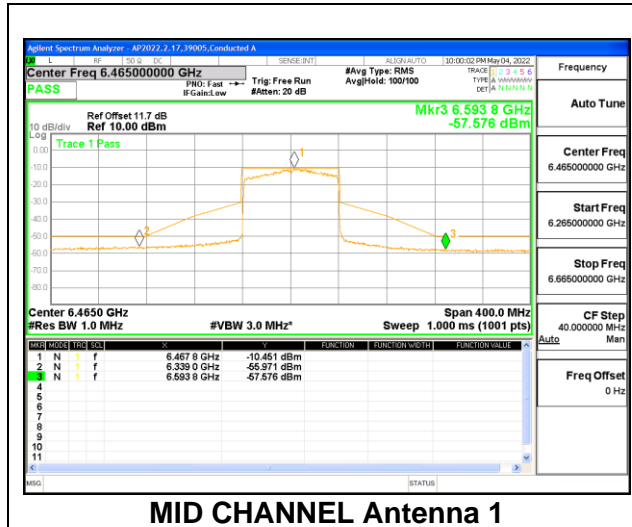 Agilent Spectrum Analyzer - AP2022.2.17,39005,Conducted A
L RF 50 Ω DC SENSE:INT ALIGN AUTO 10:00:02 PM May 04, 2022
Center Freq 6.465000000 GHz
PASS
PNO: Fast
IFGain:Low
Trig: Free Run
#Atten: 20 dB
#Avg Type: RMS
Avg|Hold: 100/100
TRACE 1 2 3 4 5 6
TYPE A WWWWW
DET A N N N N N
Ref Offset 11.7 dB
10 dB/div Ref 10.00 dBm
Mkr3 6.593 8 GHz
-57.576 dBm
Log
Trace 1 Pass
0.00
-10.0
-20.0
-30.0
-40.0
-50.0
-60.0
-70.0
-80.0
1
2
3
Center 6.4650 GHz Span 400.0 MHz
#Res BW 1.0 MHz #VBW 3.0 MHz* Sweep 1.000 ms (1001 pts)
MKR MODE TRC SCL X Y FUNCTION FUNCTION WIDTH FUNCTION VALUE
1 N 1 f 6.467 8 GHz -10.451 dBm
2 N 1 f 6.339 0 GHz -55.971 dBm
3 N 1 f 6.593 8 GHz -57.576 dBm
4
5
6
7
8
9
10
11
MSG STATUS
Frequency
Auto Tune
Center Freq
6.465000000 GHz
Start Freq
6.265000000 GHz
Stop Freq
6.665000000 GHz
CF Step
40.000000 MHz
Auto Man
Freq Offset
0 Hz
MID CHANNEL Antenna 1